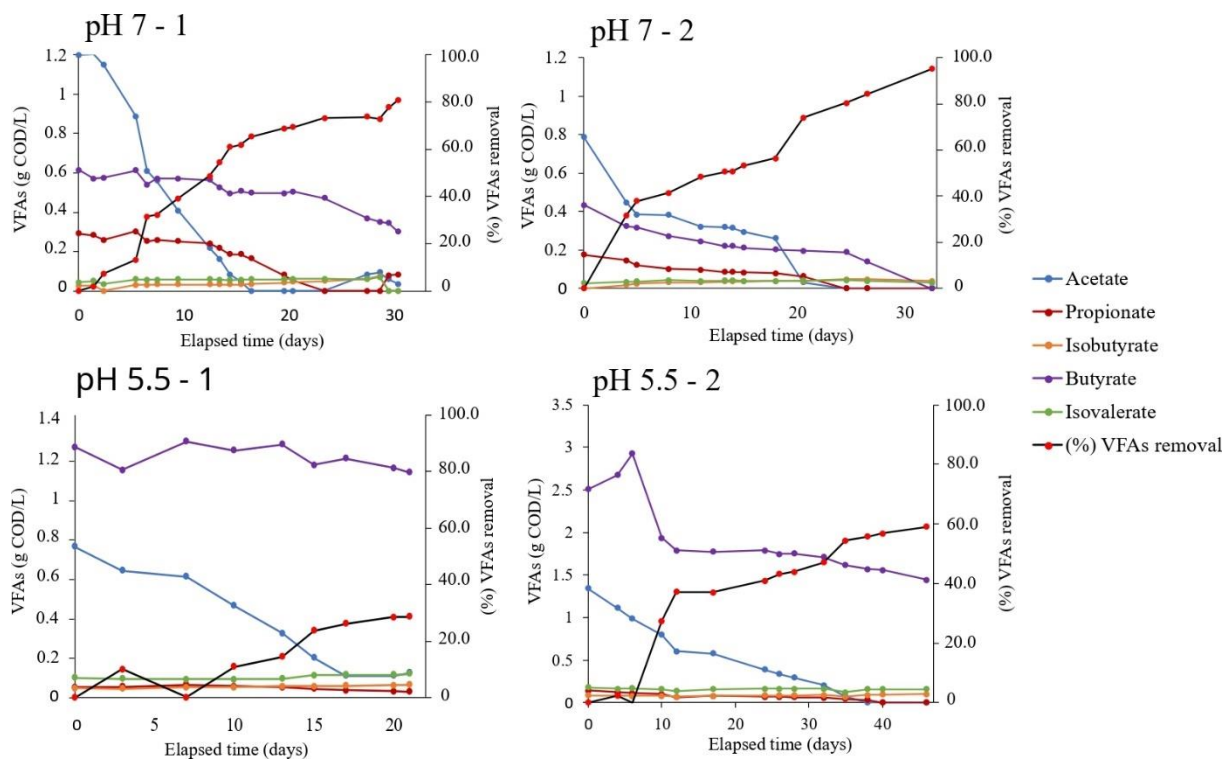 pH 7 - 1
VFAs (g COD/L)
1.2
1
0.8
0.6
0.4
0.2
0
100.0
80.0
60.0
40.0
20.0
0
(%) VFAs removal
0 10 20 30
Elapsed time (days)
pH 7 - 2
VFAs (g COD/L)
1.2
1
0.8
0.6
0.4
0.2
0
100.0
80.0
60.0
40.0
20.0
0
(%) VFAs removal
0 10 20 30
Elapsed time (days)
Acetate
Propionate
Isobutyrate
Butyrate
Isovalerate
(%) VFAs removal
pH 5.5 - 1
VFAs (g COD/L)
1.4
1.2
1
0.8
0.6
0.4
0.2
0
100.0
80.0
60.0
40.0
20.0
0
(%) VFAs removal
0 5 10 15 20
Elapsed time (days)
pH 5.5 - 2
VFAs (g COD/L)
3.5
3
2.5
2
1.5
1
0.5
0
100.0
80.0
60.0
40.0
20.0
0
(%) VFAs removal
0 10 20 30 40
Elapsed time (days)